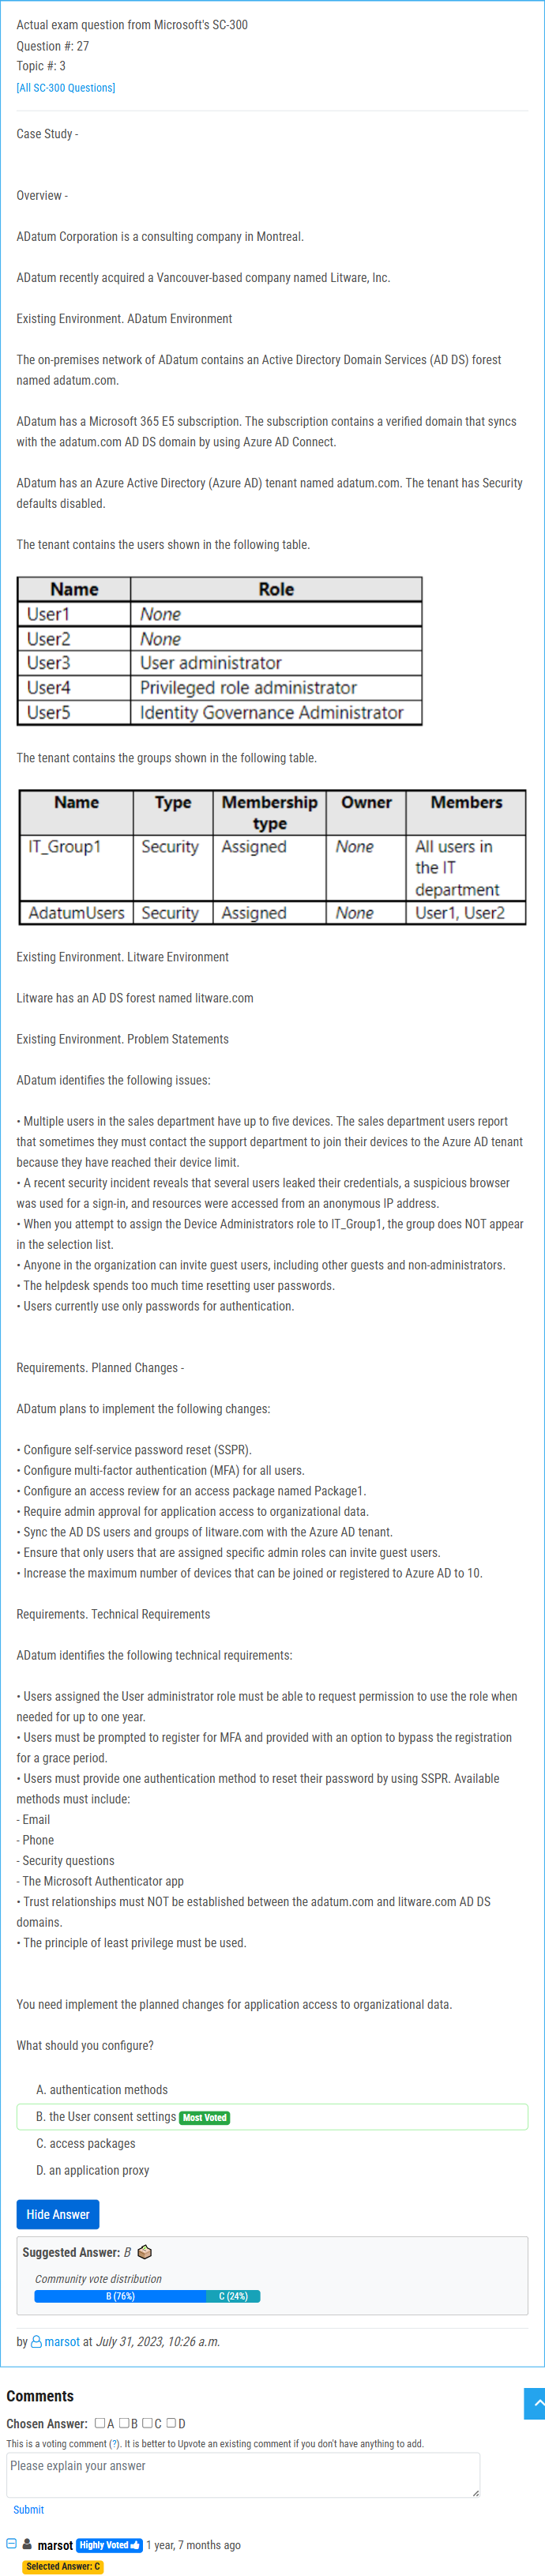 Actual exam question from Microsoft's SC-300
Question #: 27
Topic #: 3
[All SC-300 Questions]
Case Study -
Overview -
ADatum Corporation is a consulting company in Montreal.
ADatum recently acquired a Vancouver-based company named Litware, Inc.
Existing Environment. ADatum Environment
The on-premises network of ADatum contains an Active Directory Domain Services (AD DS) forest
named adatum.com.
ADatum has a Microsoft 365 E5 subscription. The subscription contains a verified domain that syncs
with the adatum.com AD DS domain by using Azure AD Connect.
ADatum has an Azure Active Directory (Azure AD) tenant named adatum.com. The tenant has Security
defaults disabled.
The tenant contains the users shown in the following table.
Name Role
User1 None
User2 None
User3 User administrator
User4 Privileged role administrator
User5 Identity Governance Administrator
The tenant contains the groups shown in the following table.
Name Type Membership type Owner Members
IT_Group1 Security Assigned None All users in the IT department
AdatumUsers Security Assigned None User1, User2
Existing Environment. Litware Environment
Litware has an AD DS forest named litware.com
Existing Environment. Problem Statements
ADatum identifies the following issues:
• Multiple users in the sales department have up to five devices. The sales department users report
that sometimes they must contact the support department to join their devices to the Azure AD tenant
because they have reached their device limit.
• A recent security incident reveals that several users leaked their credentials, a suspicious browser
was used for a sign-in, and resources were accessed from an anonymous IP address.
• When you attempt to assign the Device Administrators role to IT_Group1, the group does NOT appear
in the selection list.
• Anyone in the organization can invite guest users, including other guests and non-administrators.
• The helpdesk spends too much time resetting user passwords.
• Users currently use only passwords for authentication.
Requirements. Planned Changes -
ADatum plans to implement the following changes:
• Configure self-service password reset (SSPR).
• Configure multi-factor authentication (MFA) for all users.
• Configure an access review for an access package named Package1.
• Require admin approval for application access to organizational data.
• Sync the AD DS users and groups of litware.com with the Azure AD tenant.
• Ensure that only users that are assigned specific admin roles can invite guest users.
• Increase the maximum number of devices that can be joined or registered to Azure AD to 10.
Requirements. Technical Requirements
ADatum identifies the following technical requirements:
• Users assigned the User administrator role must be able to request permission to use the role when
needed for up to one year.
• Users must be prompted to register for MFA and provided with an option to bypass the registration
for a grace period.
• Users must provide one authentication method to reset their password by using SSPR. Available
methods must include:
- Email
- Phone
- Security questions
- The Microsoft Authenticator app
• Trust relationships must NOT be established between the adatum.com and litware.com AD DS
domains.
• The principle of least privilege must be used.
You need implement the planned changes for application access to organizational data.
What should you configure?
A. authentication methods
B. the User consent settings Most Voted
C. access packages
D. an application proxy
Hide Answer
Suggested Answer: B
Community vote distribution
B (76%) C (24%)
by marsot at July 31, 2023, 10:26 a.m.
Comments
Chosen Answer: A B C D
This is a voting comment (?). It is better to Upvote an existing comment if you don't have anything to add.
Please explain your answer
Submit
marsot Highly Voted 1 year, 7 months ago
Selected Answer: C